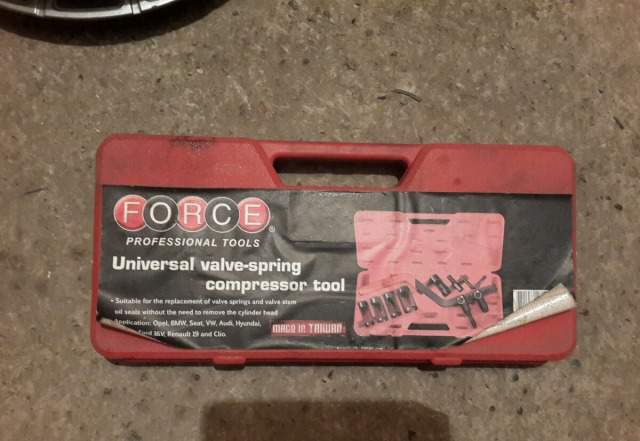 FORCE®
PROFESSIONAL TOOLS
Universal valve-spring
compressor tool
• Suitable for the replacement of valve springs and valve stem
oil seals without the need to remove the cylinder head
Application: Opel, BMW, Seat, VW, Audi, Hyundai,
Ford 16V, Renault 19 and Clio.
MADE IN TAIWAN